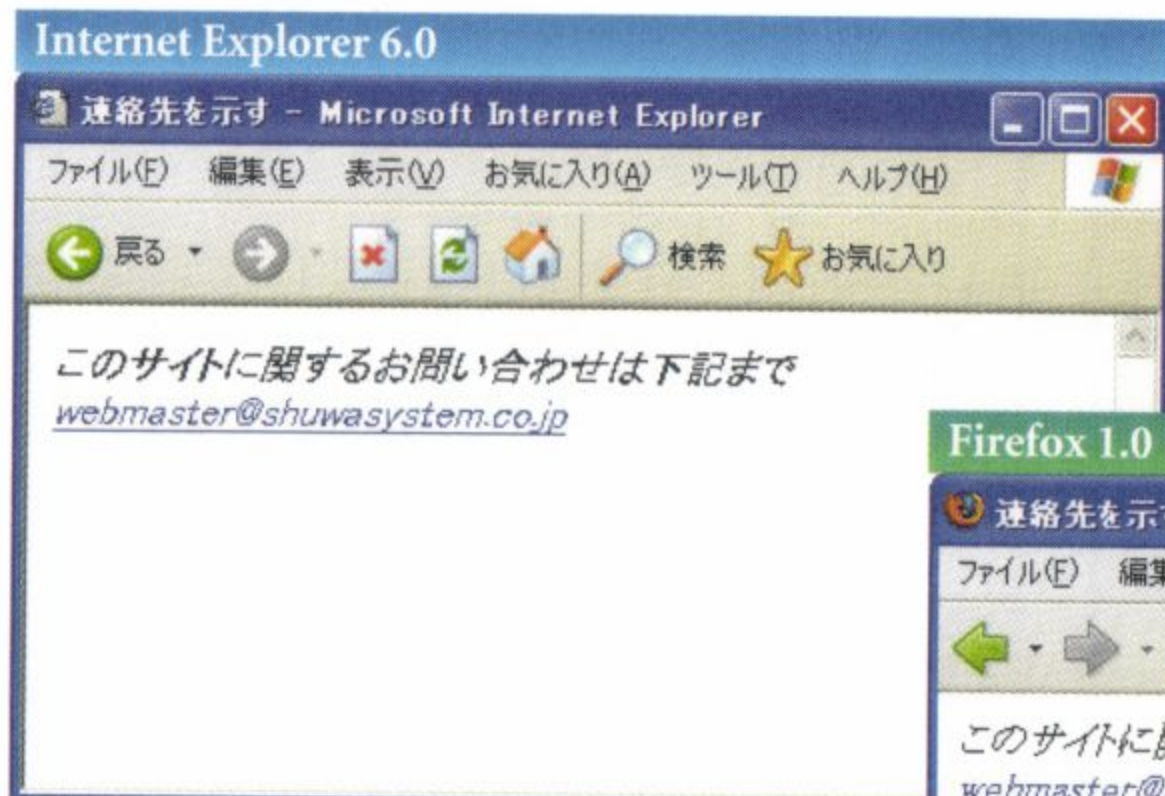 Internet Explorer 6.0
連絡先を示す - Microsoft Internet Explorer
ファイル(F) 編集(E) 表示(V) お気に入り(A) ツール(T) ヘルプ(H)
戻る 検索 お気に入り
このサイトに関するお問い合わせは下記まで
webmaster@shuwasystem.co.jp
Firefox 1.0
連絡先を示
ファイル(F) 編集
このサイトに
webmaster@